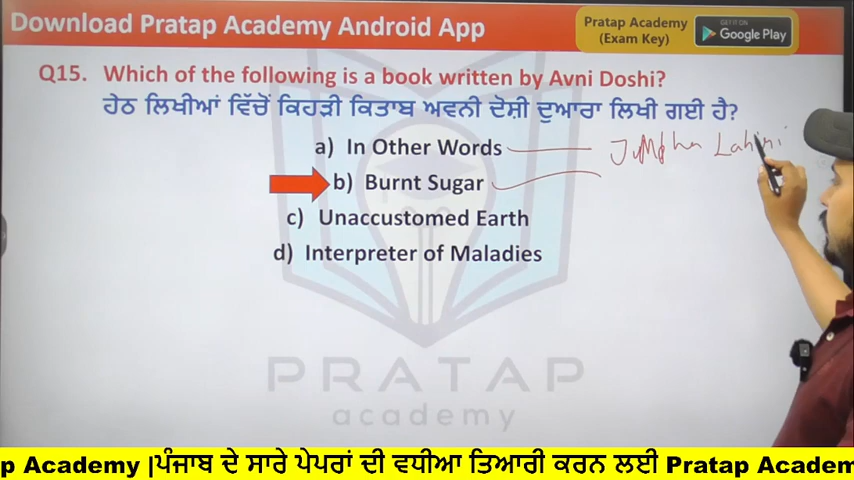 Download Pratap Academy Android App
Pratap Academy
(Exam Key)
GET IT ON
Google Play
Q15. Which of the following is a book written by Avni Doshi?
ਹੇਠ ਲਿਖੀਆਂ ਵਿੱਚੋਂ ਕਿਹੜੀ ਕਿਤਾਬ ਅਵਨੀ ਦੋਸ਼ੀ ਦੁਆਰਾ ਲਿਖੀ ਗਈ ਹੈ?
a) In Other Words
b) Burnt Sugar
c) Unaccustomed Earth
d) Interpreter of Maladies
PRATAP
academy
p Academy |ਪੰਜਾਬ ਦੇ ਸਾਰੇ ਪੇਪਰਾਂ ਦੀ ਵਧੀਆ ਤਿਆਰੀ ਕਰਨ ਲਈ Pratap Academ